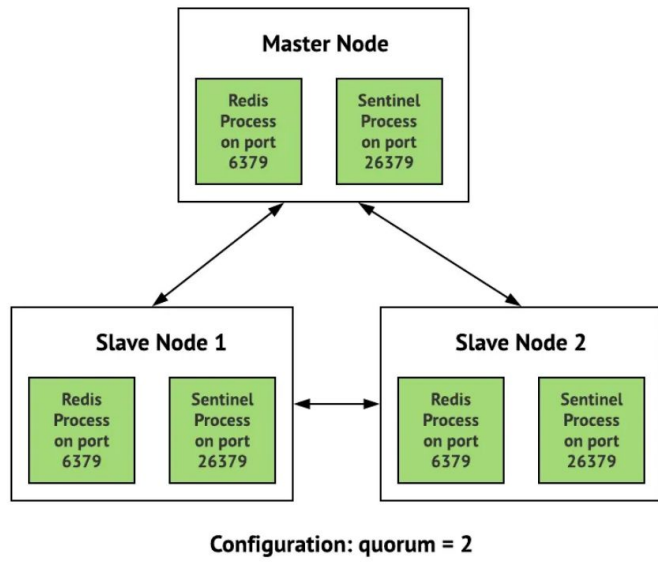 Master Node
Redis
Process
on port
6379
Sentinel
Process
on port
26379
Slave Node 1
Redis
Process
on port
6379
Sentinel
Process
on port
26379
Slave Node 2
Redis
Process
on port
6379
Sentinel
Process
on port
26379
Configuration: quorum = 2